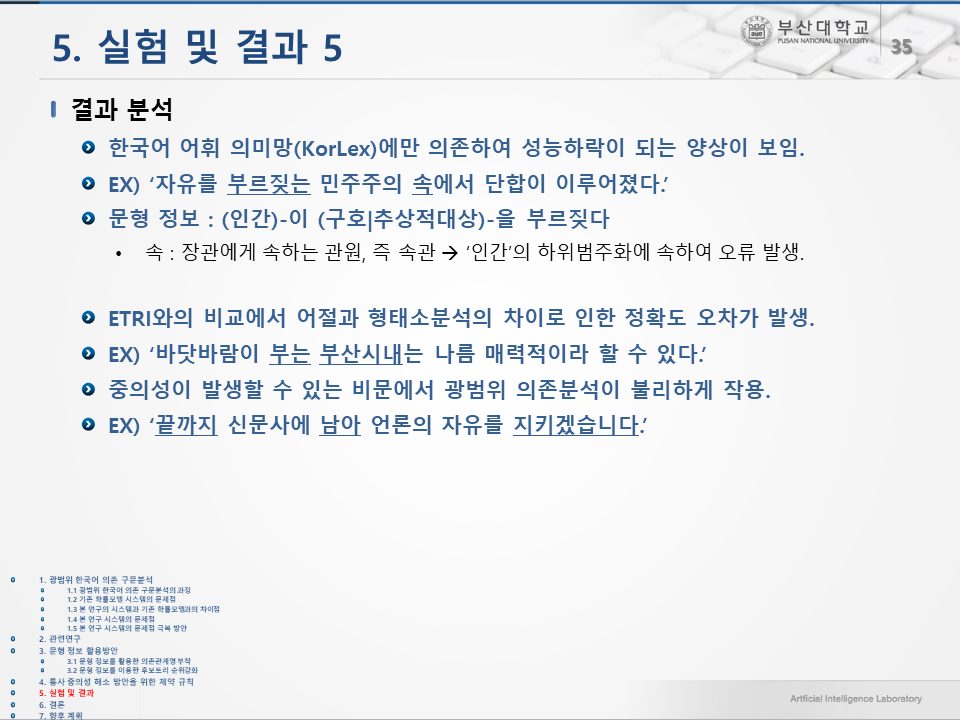 5. 실험 및 결과 5
부산대학교
PUSAN NATIONAL UNIVERSITY
35
결과 분석
한국어 어휘 의미망(KorLex)에만 의존하여 성능하락이 되는 양상이 보임.
EX) ‘자유를 부르짖는 민주주의 속에서 단합이 이루어졌다.’
문형 정보 : (인간)-이 (구호|추상적대상)-을 부르짖다
• 속 : 장관에게 속하는 관원, 즉 속관 → ‘인간’의 하위범주화에 속하여 오류 발생.
ETRI와의 비교에서 어절과 형태소분석의 차이로 인한 정확도 오차가 발생.
EX) ‘바닷바람이 부는 부산시내는 나름 매력적이라 할 수 있다.’
중의성이 발생할 수 있는 비문에서 광범위 의존분석이 불리하게 작용.
EX) ‘끝까지 신문사에 남아 언론의 자유를 지키겠습니다.’
1. 광범위 한국어 의존 구문분석
1.1 광범위 한국어 의존 구문분석의 과정
1.2 기존 확률모델 시스템의 문제점
1.3 본 연구의 시스템과 기존 확률모델과의 차이점
1.4 본 연구 시스템의 문제점
1.5 본 연구 시스템의 문제점 극복 방안
2. 관련연구
3. 문형 정보 활용방안
3.1 문형 정보를 활용한 의존관계명 부착
3.2 문형 정보를 이용한 후보트리 순위강화
4. 통사 중의성 해소 방안을 위한 제약 규칙
5. 실험 및 결과
6. 결론
7. 향후 계획
Artficial Intelligence Laboratory